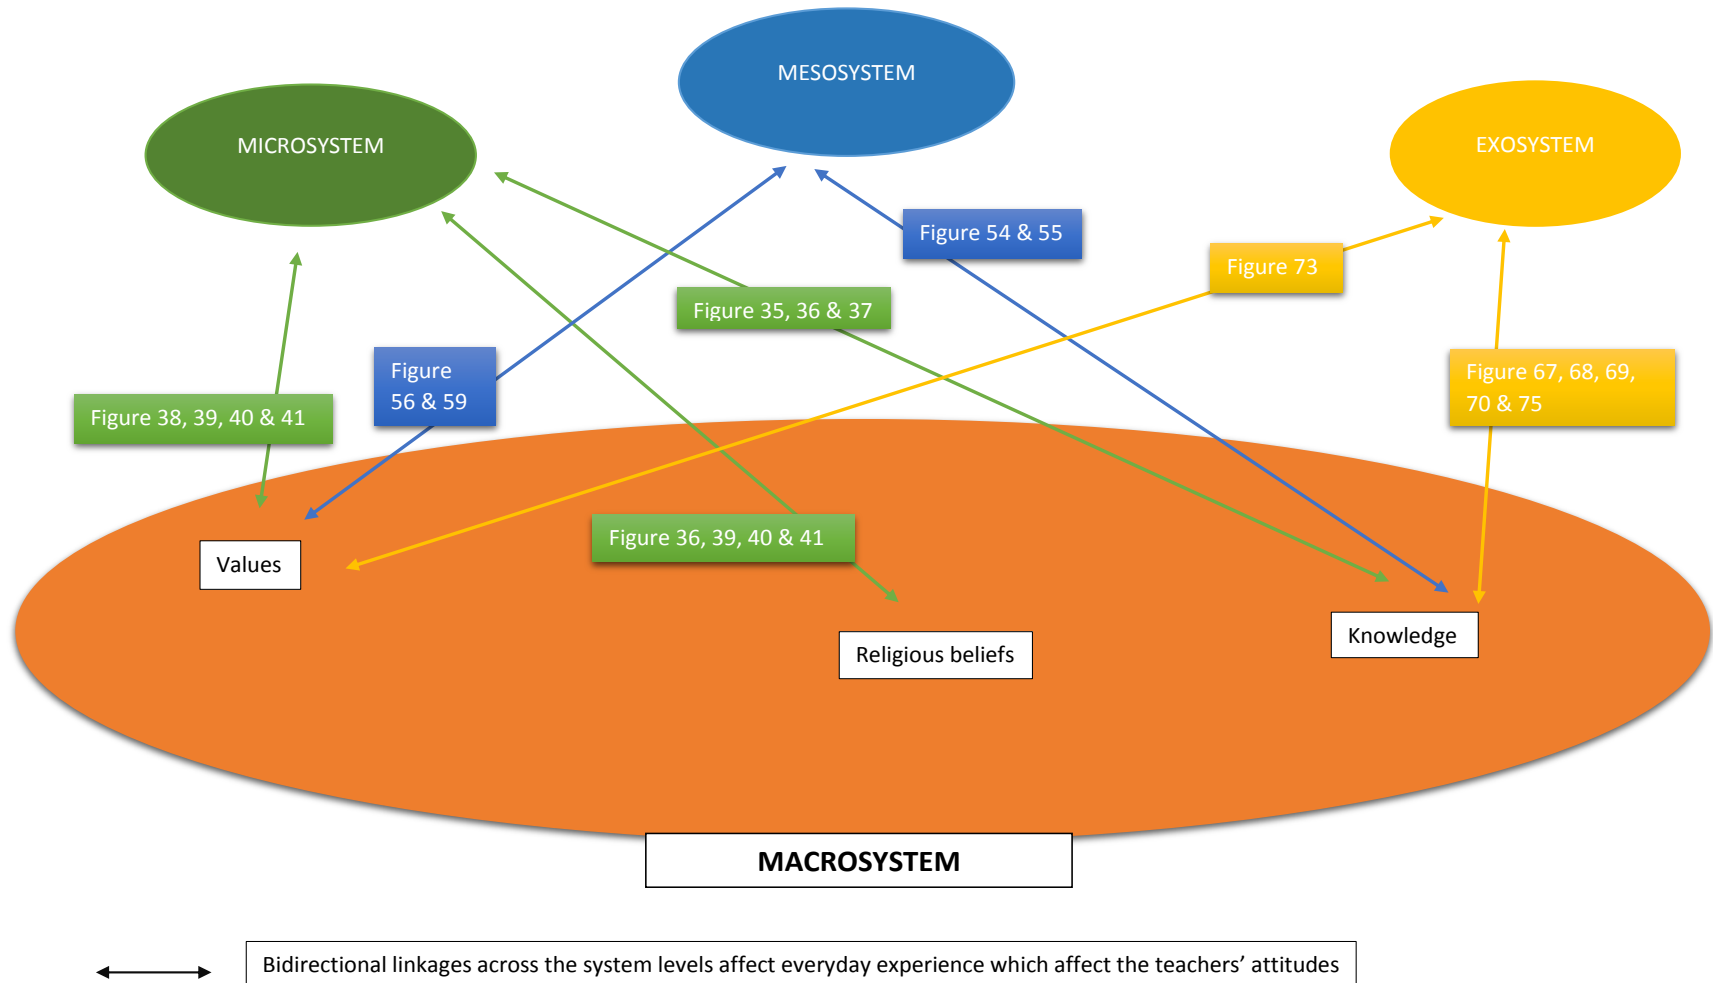 MESOSYSTEM
MICROSYSTEM
EXOSYSTEM
Figure 54 & 55
Figure 73
Figure 35, 36 & 37
Figure
56 & 59
Figure 67, 68, 69,
70 & 75
Figure 38, 39, 40 & 41
Figure 36, 39, 40 & 41
Values
Religious beliefs
Knowledge
MACROSYSTEM
Bidirectional linkages across the system levels affect everyday experience which affect the teachers’ attitudes